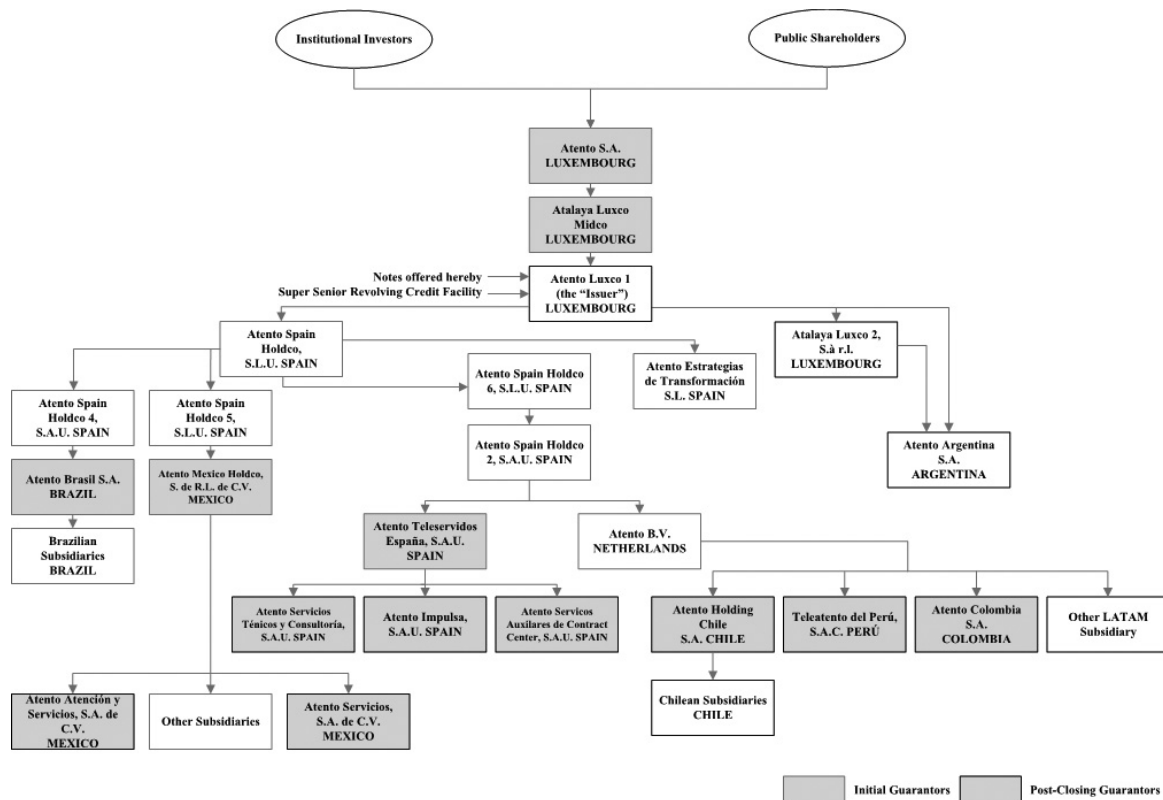 Institutional Investors
Public Shareholders
Atento S.A.
LUXEMBOURG
Atalaya Luxco
Midco
LUXEMBOURG
Notes offered hereby
Super Senior Revolving Credit Facility
Atento Luxco 1
(the “Issuer”)
LUXEMBOURG
Atento Spain
Holdco,
S.L.U. SPAIN
Atento Spain Holdco
6, S.L.U. SPAIN
Atento Estrategias
de Transformación
S.L. SPAIN
Atalaya Luxco 2,
S.à r.l.
LUXEMBOURG
Atento Spain
Holdco 4,
S.A.U. SPAIN
Atento Spain
Holdco 5,
S.L.U. SPAIN
Atento Spain Holdco
2, S.A.U. SPAIN
Atento Argentina
S.A.
ARGENTINA
Atento Brasil S.A.
BRAZIL
Atento Mexico Holdco,
S. de R.L. de C.V.
MEXICO
Brazilian
Subsidiaries
BRAZIL
Atento Teleservidos
España, S.A.U.
SPAIN
Atento B.V.
NETHERLANDS
Atento Servicios
Ténicos y Consultoría,
S.A.U. SPAIN
Atento Impulsa,
S.A.U. SPAIN
Atento Servicos
Auxilares de Contract
Center, S.A.U. SPAIN
Atento Holding
Chile
S.A. CHILE
Teleatento del Perú,
S.A.C. PERÚ
Atento Colombia
S.A.
COLOMBIA
Other LATAM
Subsidiary
Chilean Subsidiaries
CHILE
Atento Atención y
Servicios, S.A. de
C.V.
MEXICO
Other Subsidiaries
Atento Servicios,
S.A. de C.V.
MEXICO
Initial Guarantors
Post-Closing Guarantors